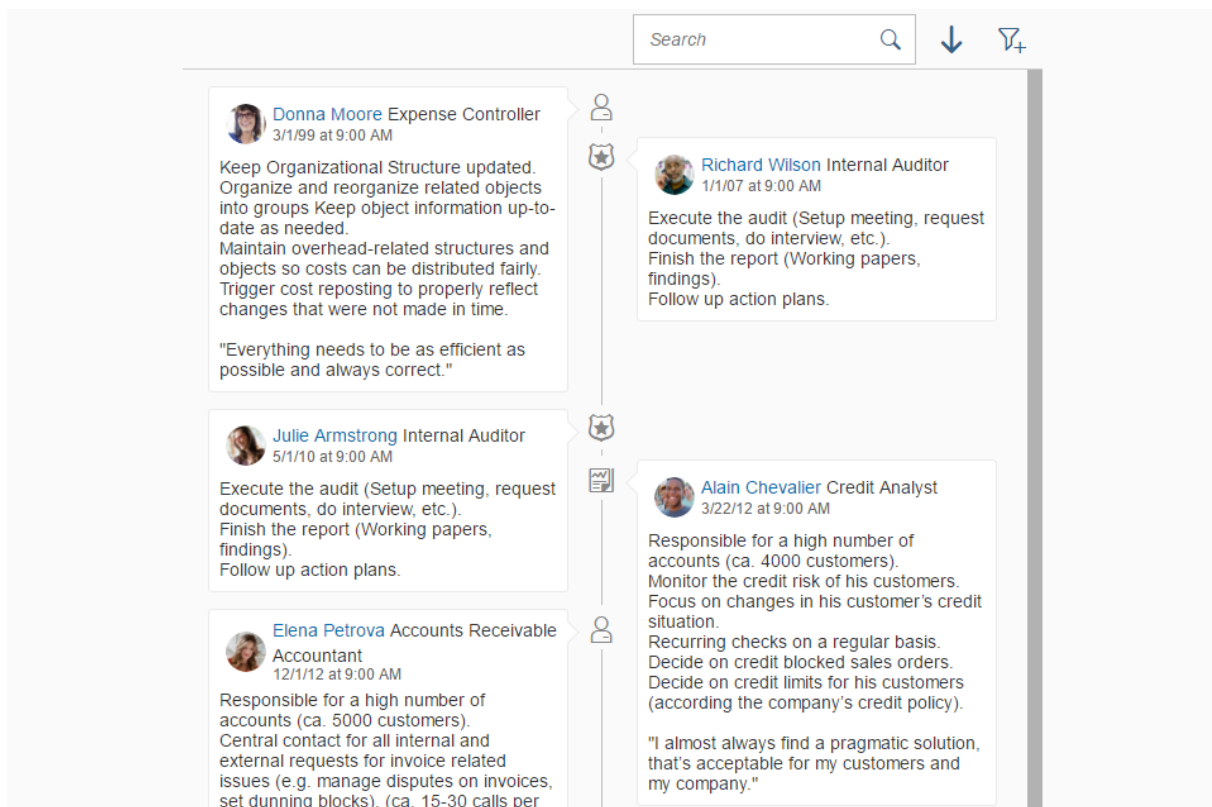 Search
Donna Moore Expense Controller
3/1/99 at 9:00 AM
Keep Organizational Structure updated.
Organize and reorganize related objects
into groups Keep object information up-to-
date as needed.
Maintain overhead-related structures and
objects so costs can be distributed fairly.
Trigger cost reposting to properly reflect
changes that were not made in time.
"Everything needs to be as efficient as
possible and always correct."
Richard Wilson Internal Auditor
1/1/07 at 9:00 AM
Execute the audit (Setup meeting, request
documents, do interview, etc.).
Finish the report (Working papers,
findings).
Follow up action plans.
Julie Armstrong Internal Auditor
5/1/10 at 9:00 AM
Execute the audit (Setup meeting, request
documents, do interview, etc.).
Finish the report (Working papers,
findings).
Follow up action plans.
Alain Chevalier Credit Analyst
3/22/12 at 9:00 AM
Responsible for a high number of
accounts (ca. 4000 customers).
Monitor the credit risk of his customers.
Focus on changes in his customer’s credit
situation.
Recurring checks on a regular basis.
Decide on credit blocked sales orders.
Decide on credit limits for his customers
(according the company’s credit policy).
"I almost always find a pragmatic solution,
that’s acceptable for my customers and
my company."
Elena Petrova Accounts Receivable
Accountant
12/1/12 at 9:00 AM
Responsible for a high number of
accounts (ca. 5000 customers).
Central contact for all internal and
external requests for invoice related
issues (e.g. manage disputes on invoices,
set dunning blocks). (ca. 15-30 calls per